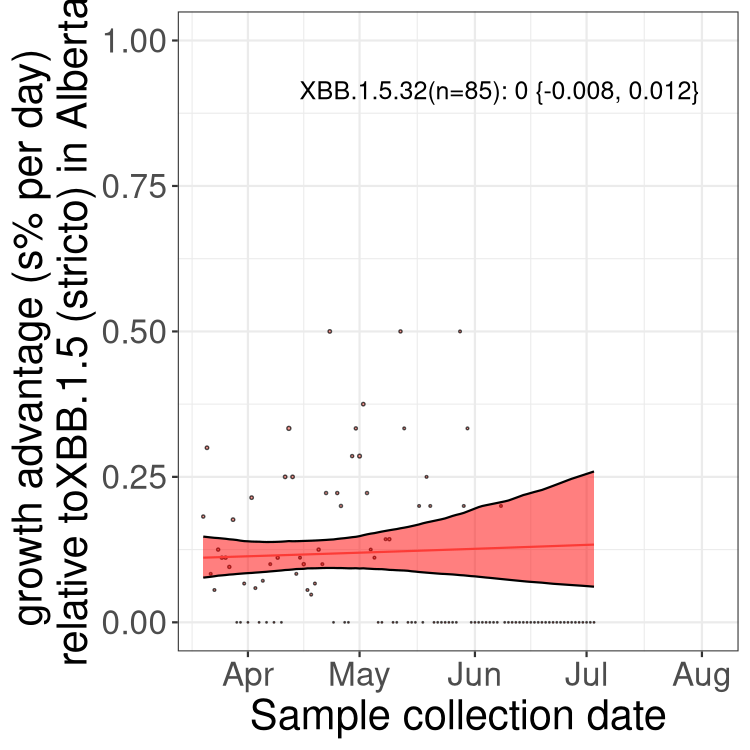 growth advantage (s% per day)
relative toXBB.1.5 (stricto) in Alberta
1.00
0.75
0.50
0.25
0.00
XBB.1.5.32(n=85): 0 {-0.008, 0.012}
Apr May Jun Jul Aug
Sample collection date